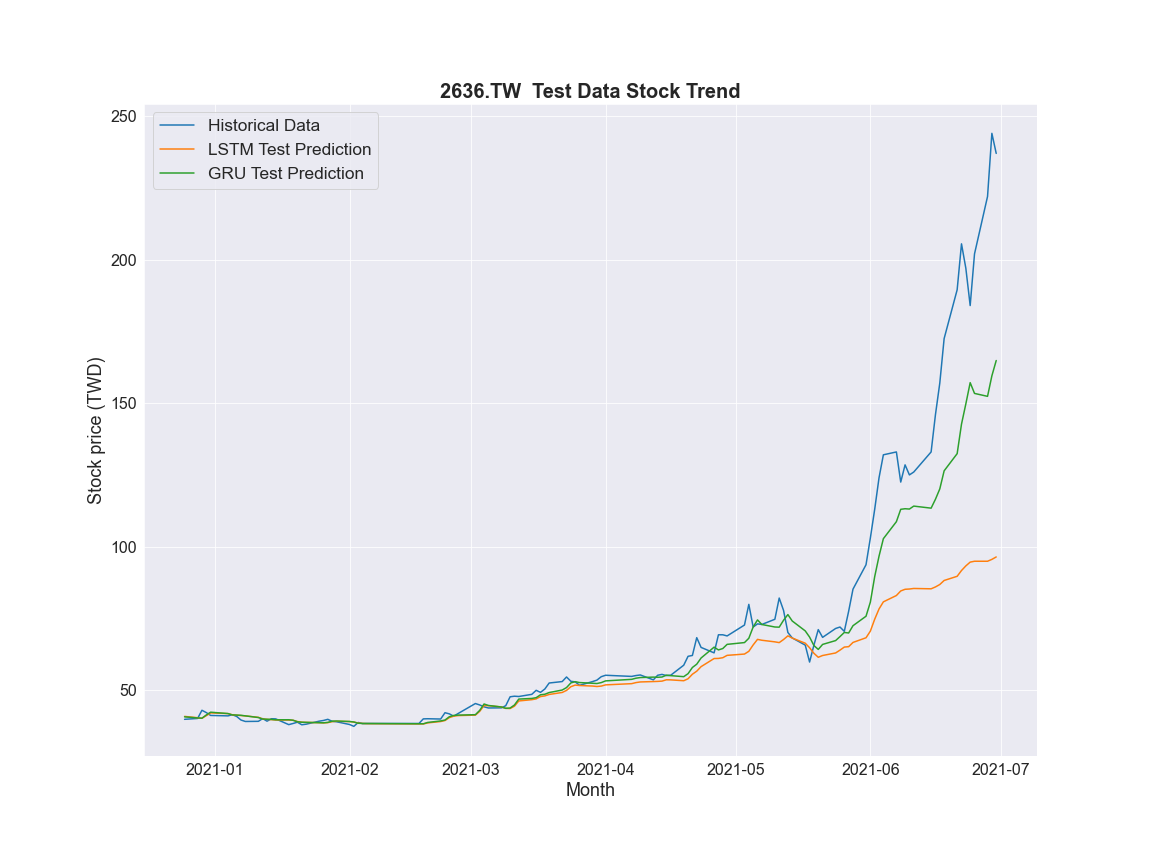 2636.TW  Test Data Stock Trend
Historical Data
LSTM Test Prediction
GRU Test Prediction
Stock price (TWD)
250
200
150
100
50
2021-01 2021-02 2021-03 2021-04 2021-05 2021-06 2021-07
Month